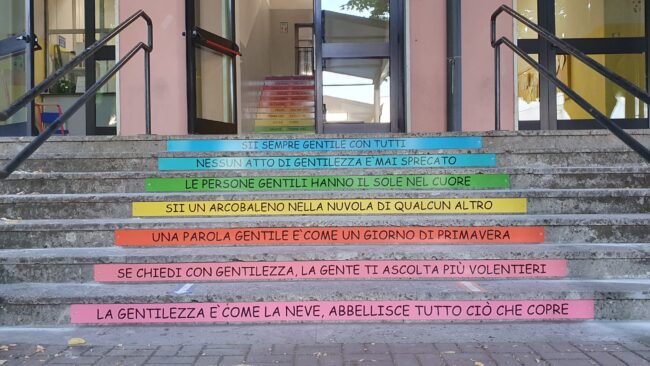 SII SEMPRE GENTILE CON TUTTI
NESSUN ATTO DI GENTILEZZA E' MAI SPRECATO
LE PERSONE GENTILI HANNO IL SOLE NEL CUORE
SII UN ARCOBALENO NELLA NUVOLA DI QUALCUN ALTRO
UNA PAROLA GENTILE E' COME UN GIORNO DI PRIMAVERA
SE CHIEDI CON GENTILEZZA, LA GENTE TI ASCOLTA PIÙ VOLENTIERI
LA GENTILEZZA E' COME LA NEVE, ABBELLISCE TUTTO CIÒ CHE COPRE